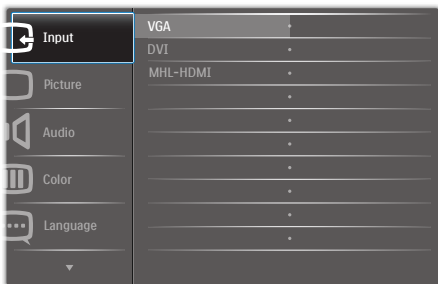 Input
Picture
Audio
Color
Language
VGA
DVI
MHL-HDMI